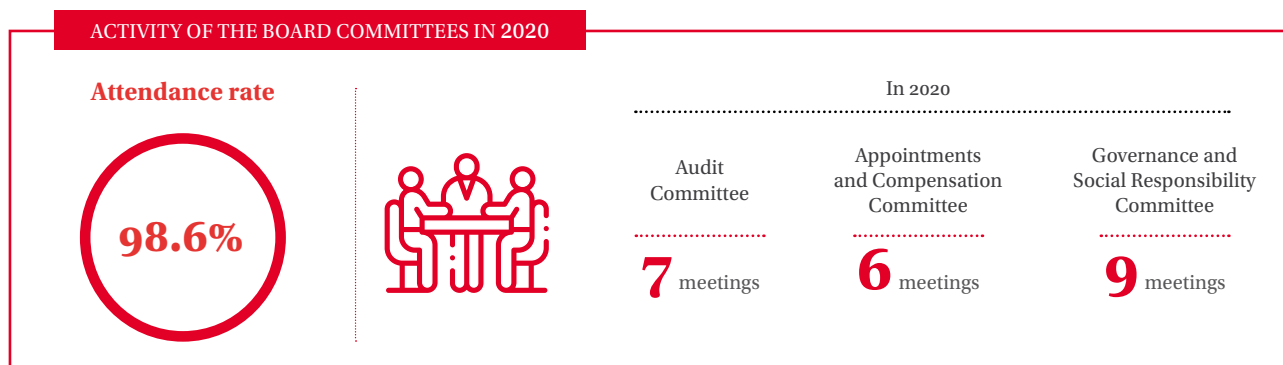 ACTIVITY OF THE BOARD COMMITTEES IN 2020
Attendance rate
98.6%
In 2020
Audit
Committee
7 meetings
Appointments
and Compensation
Committee
6 meetings
Governance and
Social Responsibility
Committee
9 meetings